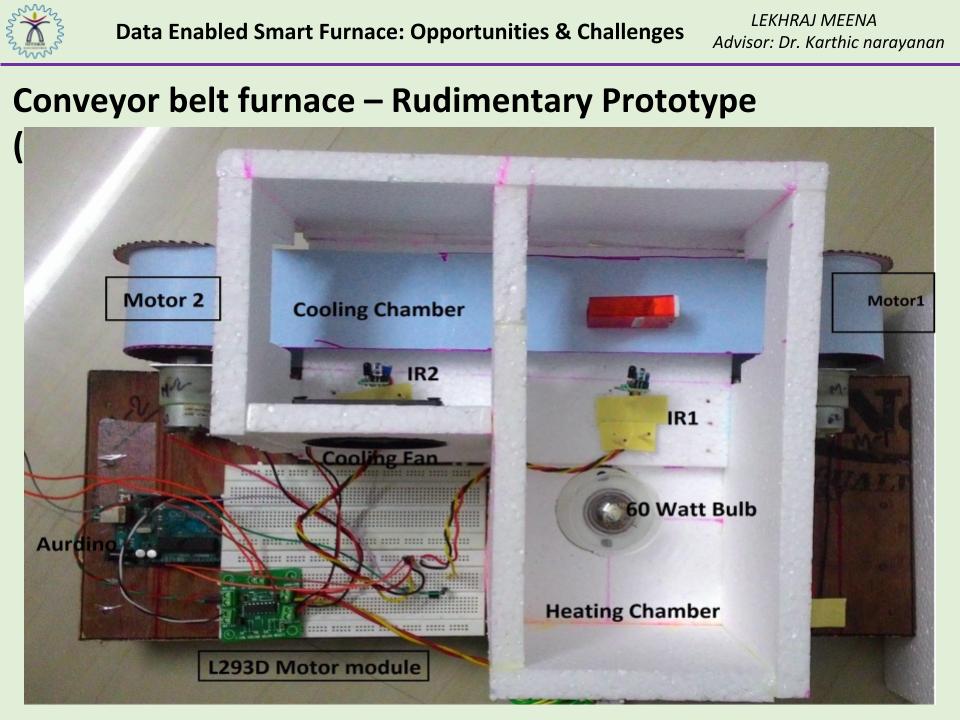 Data Enabled Smart Furnace: Opportunities & Challenges
LEKHRAJ MEENA
Advisor: Dr. Karthic narayanan
Conveyor belt furnace – Rudimentary Prototype
(
Motor 2
Cooling Chamber
Motor1
IR2
M-2
IR1
Cooling Fan
60 Watt Bulb
Aurdino
Heating Chamber
L293D Motor module